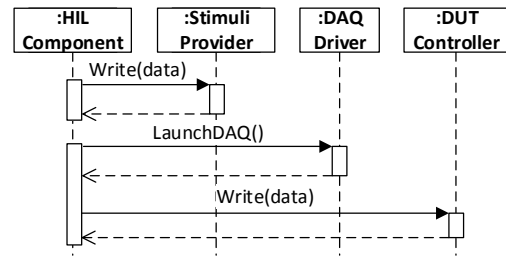 :HIL
Component
:Stimuli
Provider
:DAQ
Driver
:DUT
Controller
Write(data)
LaunchDAQ()
Write(data)